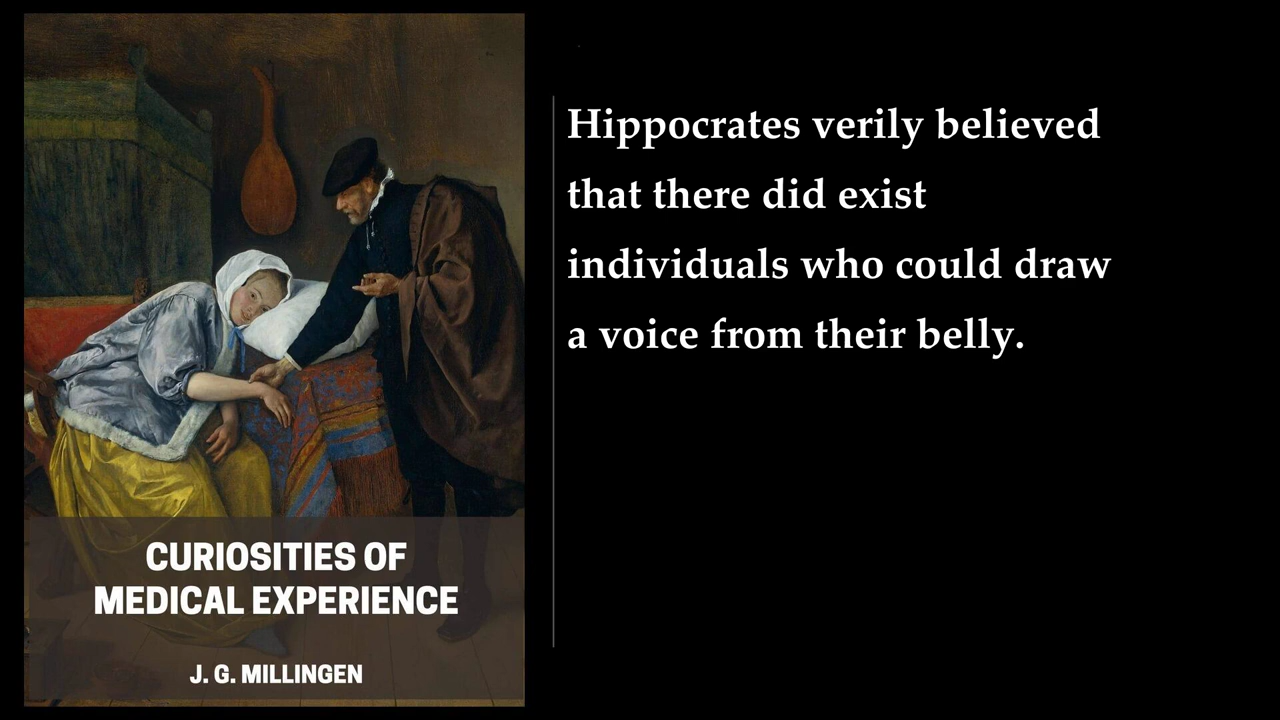 Hippocrates verily believed
that there did exist
individuals who could draw
a voice from their belly.
CURIOSITIES OF
MEDICAL EXPERIENCE
J. G. MILLINGEN